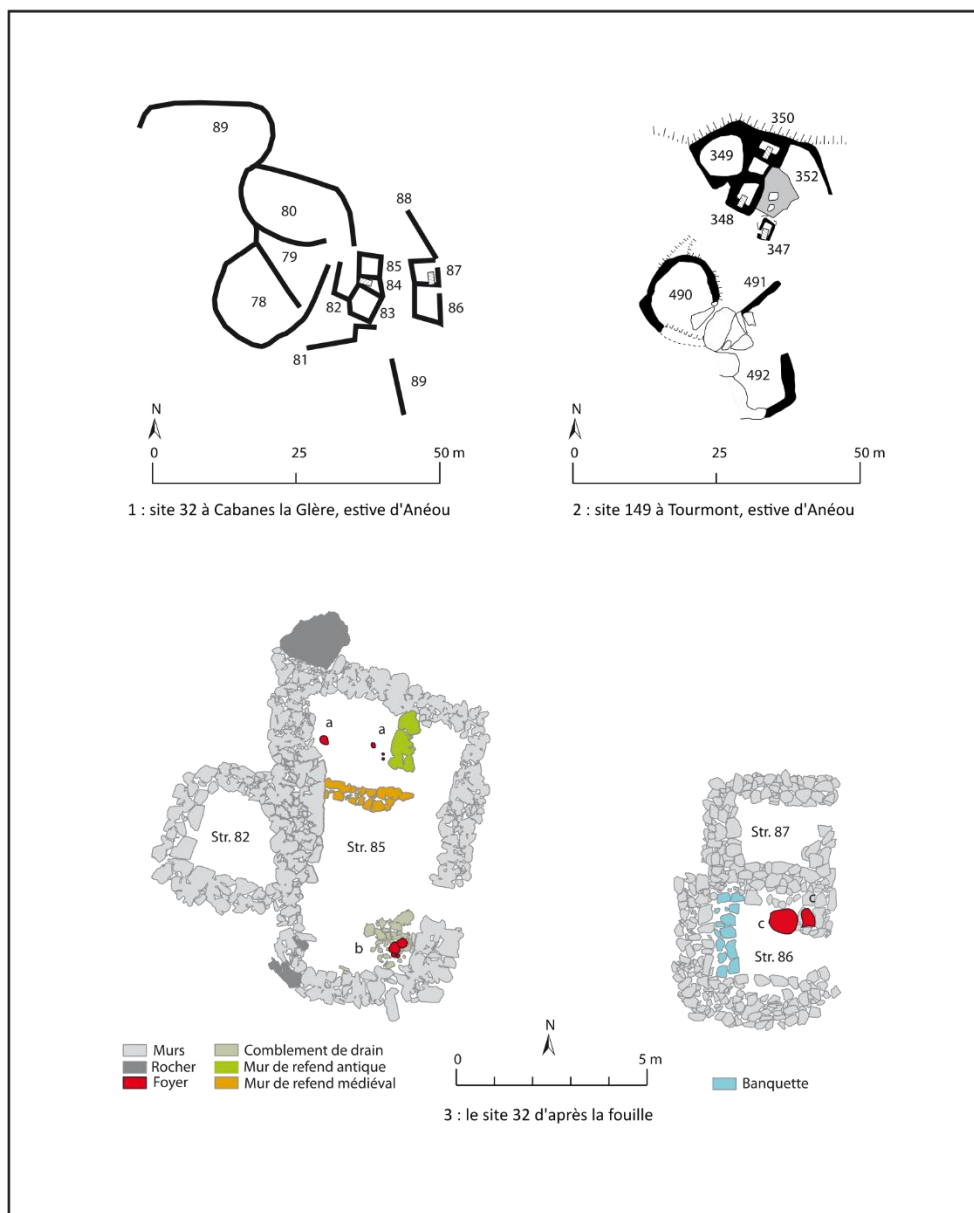 89
80
79
78
88
85
87
84
82
83
86
81
89
N
0 25 50 m
1 : site 32 à Cabanes la Glère, estive d'Anéou
350
349
352
348
347
491
490
492
N
0 25 50 m
2 : site 149 à Tourmont, estive d'Anéou
a
a
Str. 82
Str. 85
b
Str. 87
c
c
Str. 86
Murs
Rocher
Foyer
Comblement de drain
Mur de refend antique
Mur de refend médiéval
N
0 5 m
Banquette
3 : le site 32 d'après la fouille